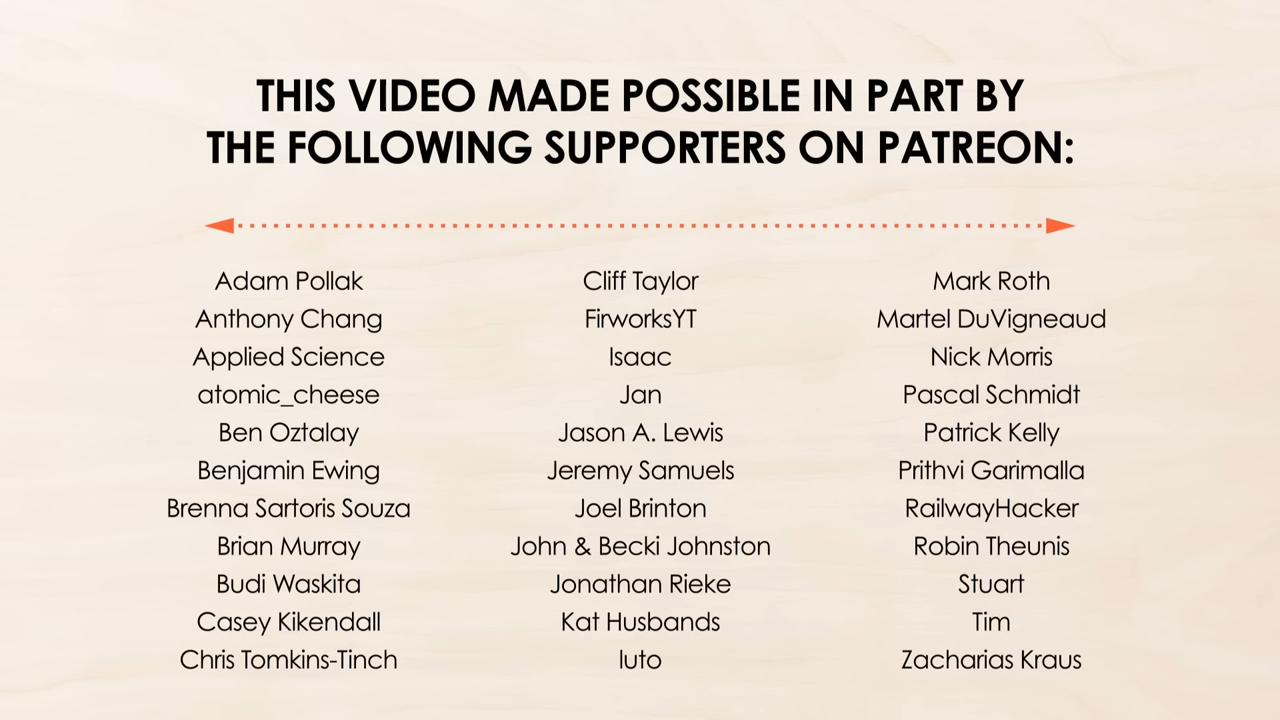 THIS VIDEO MADE POSSIBLE IN PART BY
THE FOLLOWING SUPPORTERS ON PATREON:
Adam Pollak
Anthony Chang
Applied Science
atomic_cheese
Ben Oztalay
Benjamin Ewing
Brenna Sartoris Souza
Brian Murray
Budi Waskita
Casey Kikendall
Chris Tomkins-Tinch
Cliff Taylor
FirworksYT
Isaac
Jan
Jason A. Lewis
Jeremy Samuels
Joel Brinton
John & Becki Johnston
Jonathan Rieke
Kat Husbands
luto
Mark Roth
Martel DuVigneaud
Nick Morris
Pascal Schmidt
Patrick Kelly
Prithvi Garimalla
RailwayHacker
Robin Theunis
Stuart
Tim
Zacharias Kraus